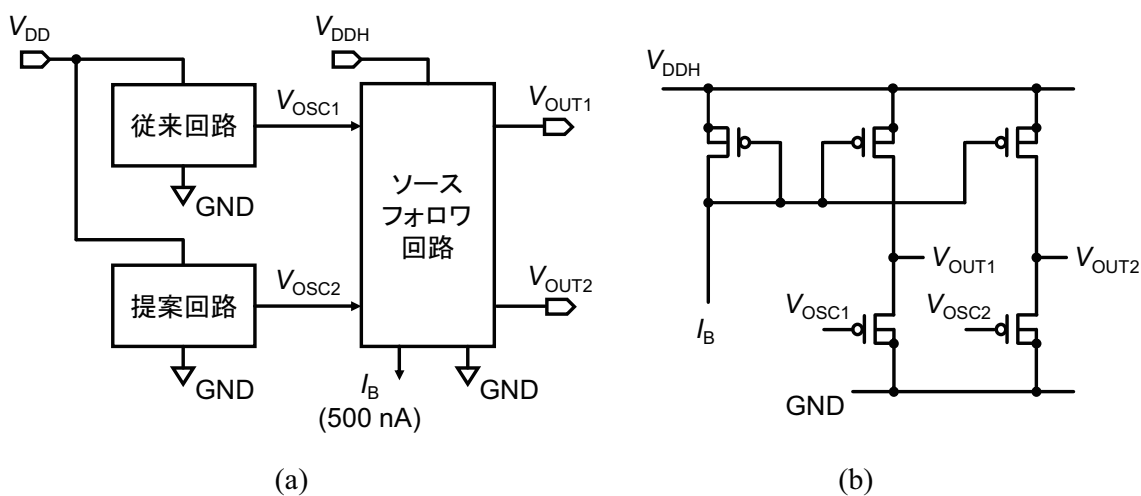 VDD
VDDH
従来回路
VOSC1
VOUT1
GND
ソース
フォロワ
回路
提案回路
VOSC2
VOUT2
GND
IB
(500 nA)
GND
(a)
VDDH
VOUT1
VOUT2
VOSC1
VOSC2
IB
GND
(b)